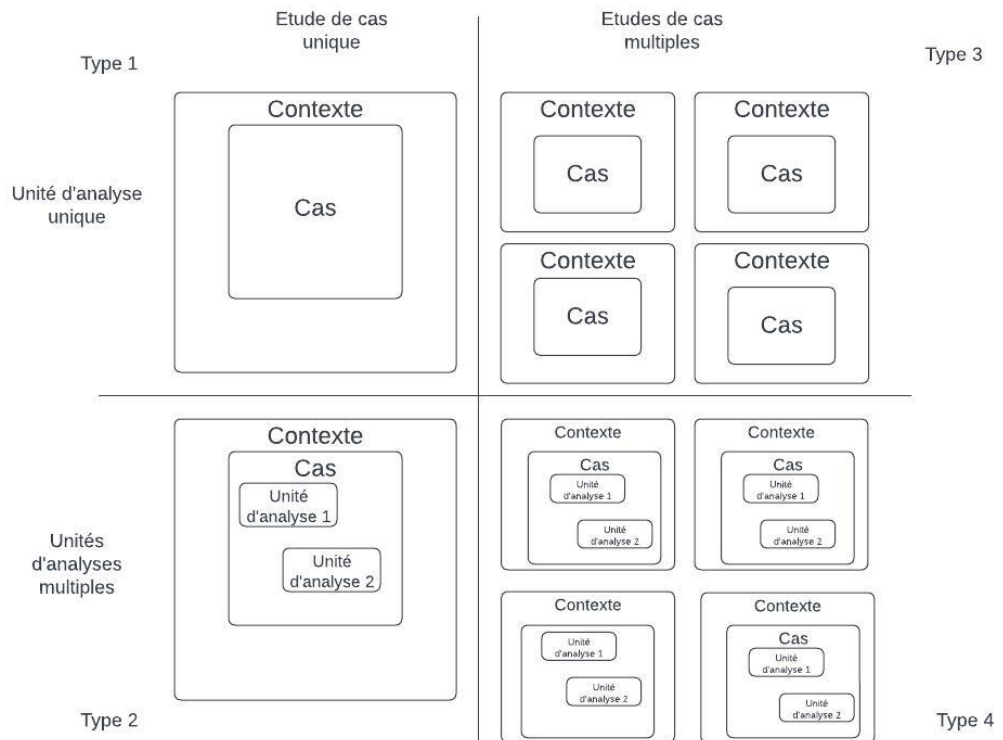 Etude de cas
unique
Etudes de cas
multiples
Type 1
Type 3
Unité d'analyse
unique
Contexte
Cas
Contexte
Cas
Contexte
Cas
Contexte
Cas
Contexte
Cas
Unités
d'analyses
multiples
Contexte
Cas
Unité
d'analyse 1
Unité
d'analyse 2
Contexte
Cas
Unité
d'analyse 1
Unité
d'analyse 2
Contexte
Cas
Unité
d'analyse 1
Unité
d'analyse 2
Contexte
Unité
d'analyse 1
Unité
d'analyse 2
Contexte
Cas
Unité
d'analyse 1
Unité
d'analyse 2
Type 2
Type 4